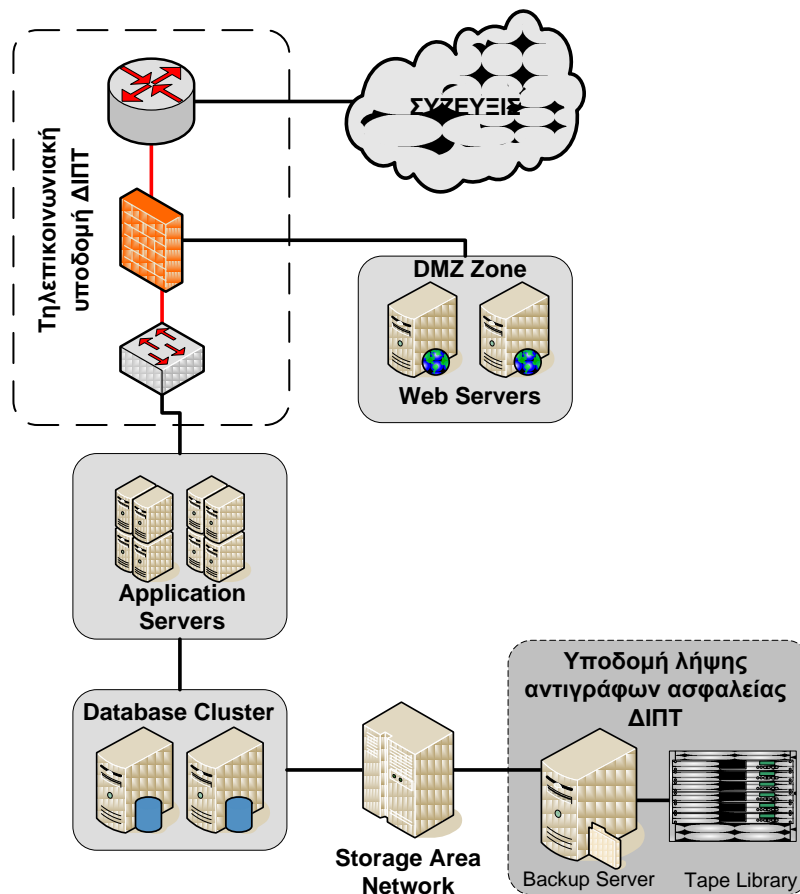 ΣΥΖΕΥΞΙΣ
Τηλεπικοινωνιακή
υποδομή ΔΙΠΤ
DMZ Zone
Web Servers
Application
Servers
Database Cluster
Storage Area
Network
Υποδομή λήψης
αντιγράφων ασφαλείας
ΔΙΠΤ
Backup Server
Tape Library